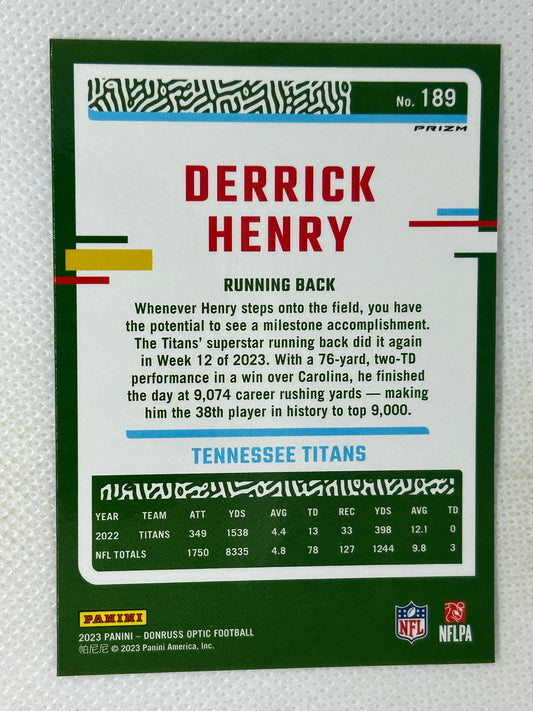 No. 189
PRIZM
DERRICK
HENRY
RUNNING BACK
Whenever Henry steps onto the field, you have
the potential to see a milestone accomplishment.
The Titans' superstar running back did it again
in Week 12 of 2023. With a 76-yard, two-TD
performance in a win over Carolina, he finished
the day at 9,074 career rushing yards — making
him the 38th player in history to top 9,000.
TENNESSEE TITANS
YEAR TEAM ATT YDS AVG TD REC YDS AVG TD
2022 TITANS 349 1538 4.4 13 33 398 12.1 0
NFL TOTALS 1750 8335 4.8 78 127 1244 9.8 3
PANINI
2023 PANINI – DONRUSS OPTIC FOOTBALL
帕尼尼 © 2023 Panini America, Inc.
NFL
NFLPA